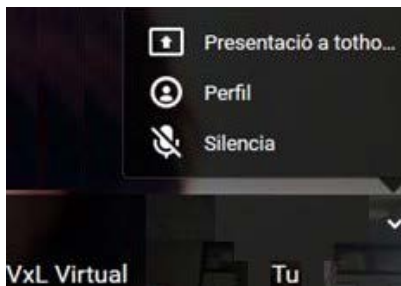 Presentació a totho...
Perfil
Silencia
VxL Virtual
Tu